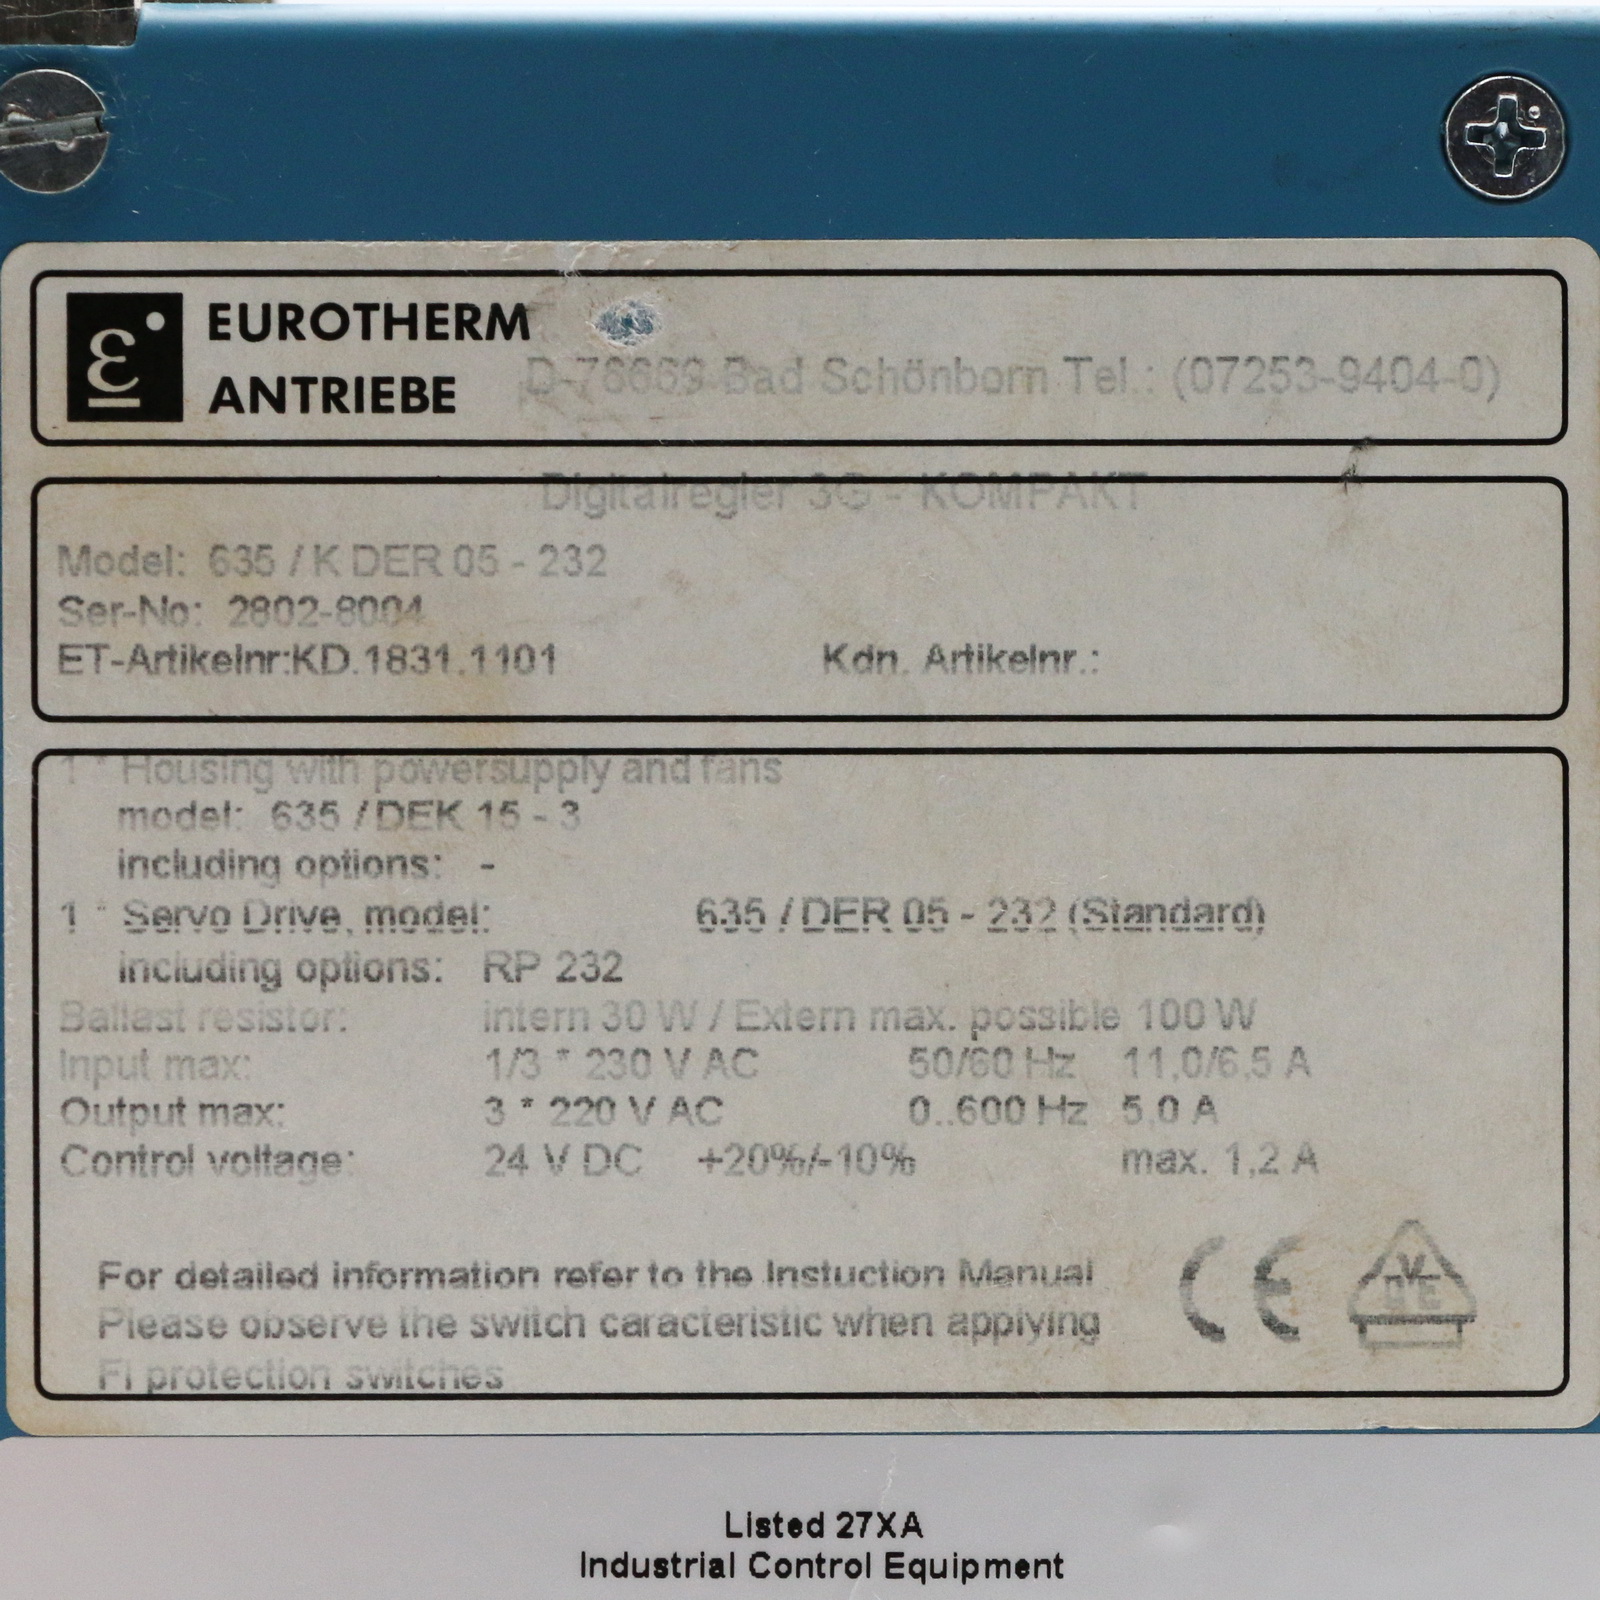 EUROTHERM
ANTRIEBE
D-76669 Bad Schönborn Tel.: (07253-9404-0)
Digitalregler 3G - KOMPAKT
Model: 635 / K DER 05 - 232
Ser-No: 2802-8004
ET-Artikelnr:KD.1831.1101 Kdn. Artikelnr.:
1 * Housing with powersupply and fans
model: 635 / DEK 15 - 3
including options: -
1 * Servo Drive, model: 635 / DER 05 - 232 (Standard)
including options: RP 232
Ballast resistor: intern 30 W / Extern max. possible 100 W
Input max: 1/3 * 230 V AC 50/60 Hz 11,0/6,5 A
Output max: 3 * 220 V AC 0..600 Hz 5,0 A
Control voltage: 24 V DC +20%/-10% max. 1,2 A
For detailed information refer to the Instuction Manual
Please observe the switch caracteristic when applying
FI protection switches
CE
VDE
Listed 27XA
Industrial Control Equipment